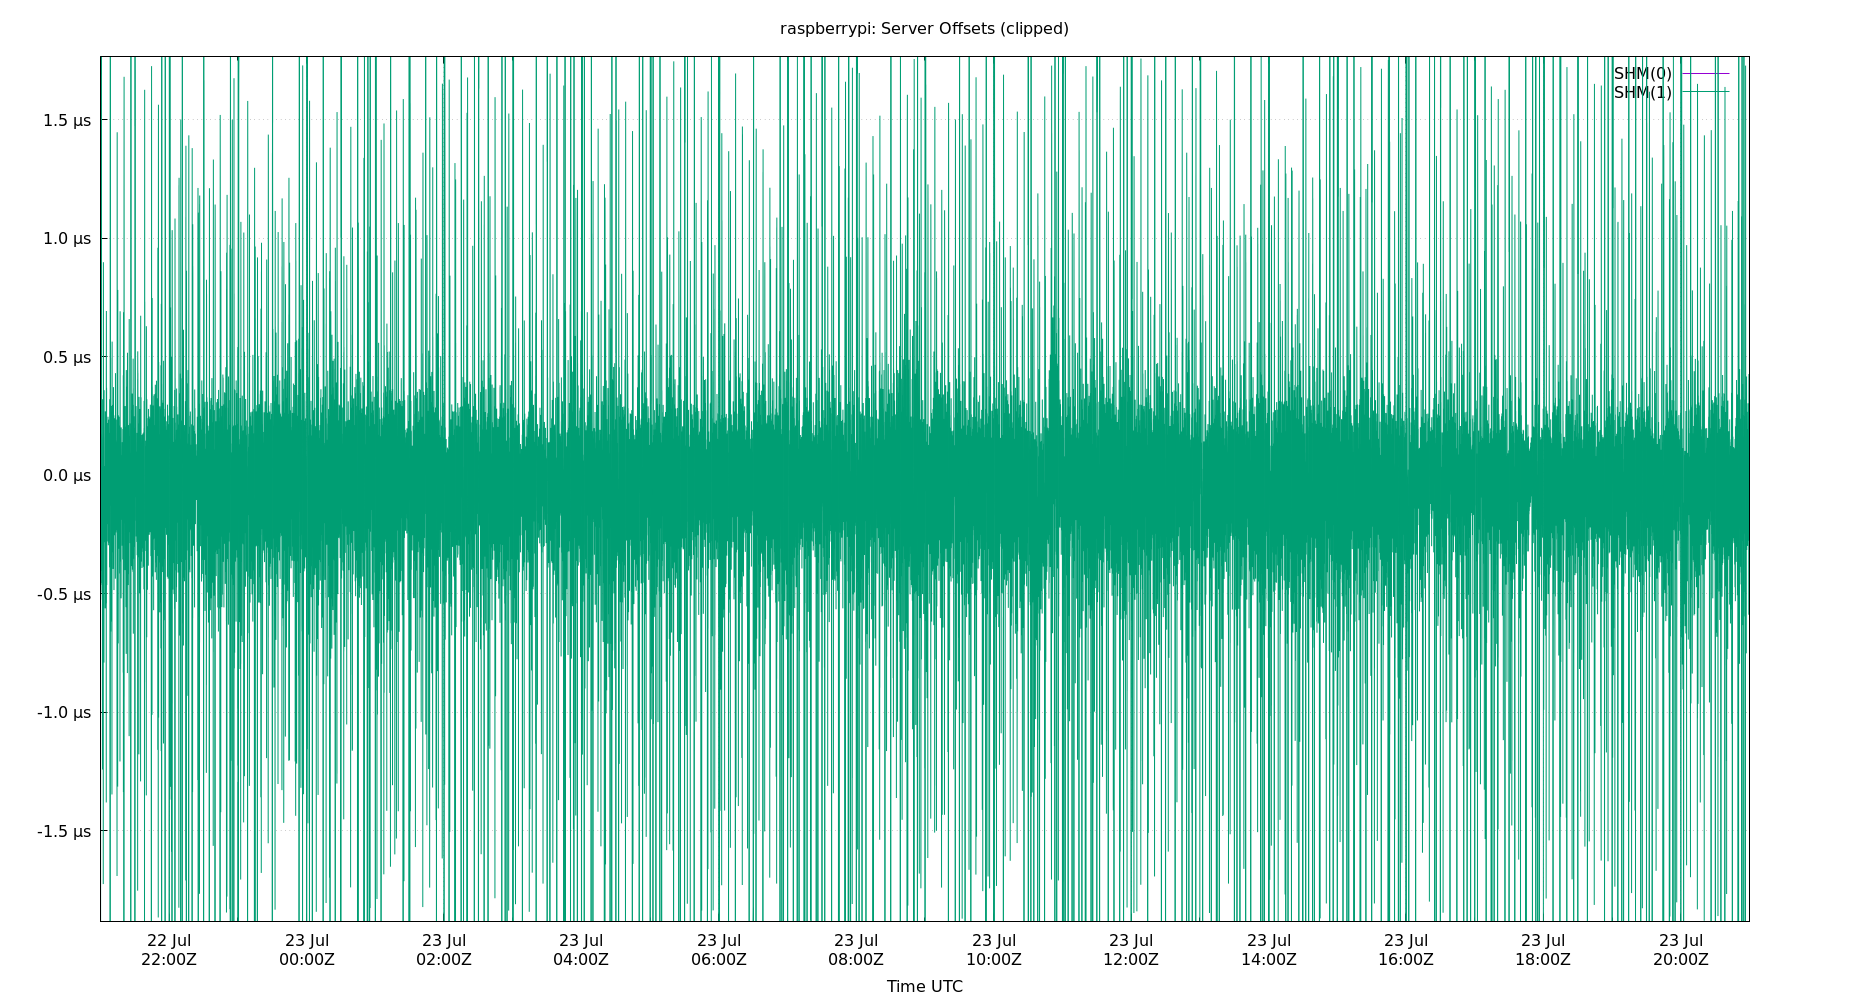 raspberrypi: Server Offsets (clipped)
SHM(0)
SHM(1)
1.5 µs
1.0 µs
0.5 µs
0.0 µs
-0.5 µs
-1.0 µs
-1.5 µs
22 Jul 23 Jul 23 Jul 23 Jul 23 Jul 23 Jul 23 Jul 23 Jul 23 Jul 23 Jul 23 Jul 23 Jul
22:00Z 00:00Z 02:00Z 04:00Z 06:00Z 08:00Z 10:00Z 12:00Z 14:00Z 16:00Z 18:00Z 20:00Z
Time UTC